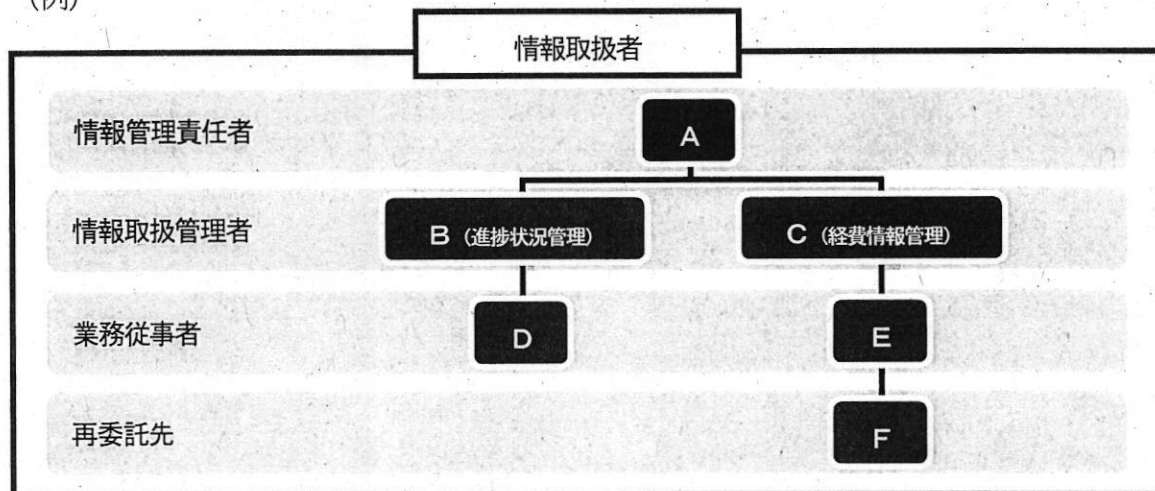 (例)
情報取扱者
情報管理責任者
A
情報取扱管理者
B (進捗状況管理)
C (経費情報管理)
業務従事者
D
E
再委託先
F